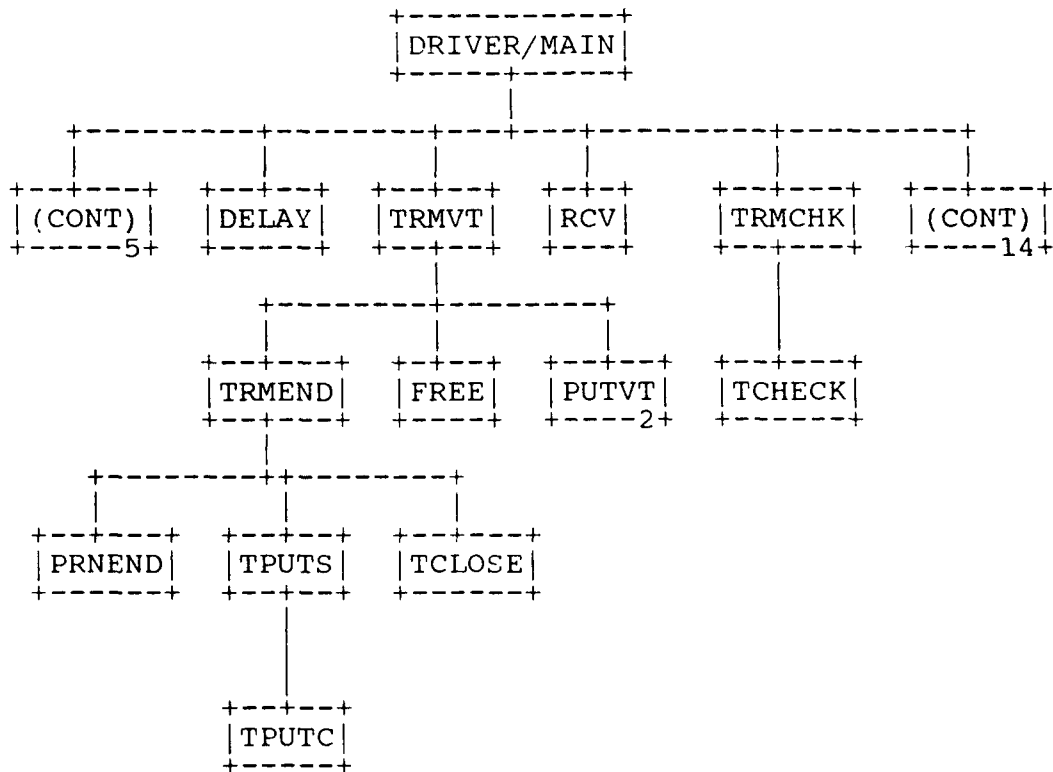 DRIVER/MAIN
(CONT) DELAY TRMVT RCV TRMCHK (CONT)
5 14
TRMEND FREE PUTVT TCHECK
2
PRNEND TPUTS TCLOSE
TPUTC